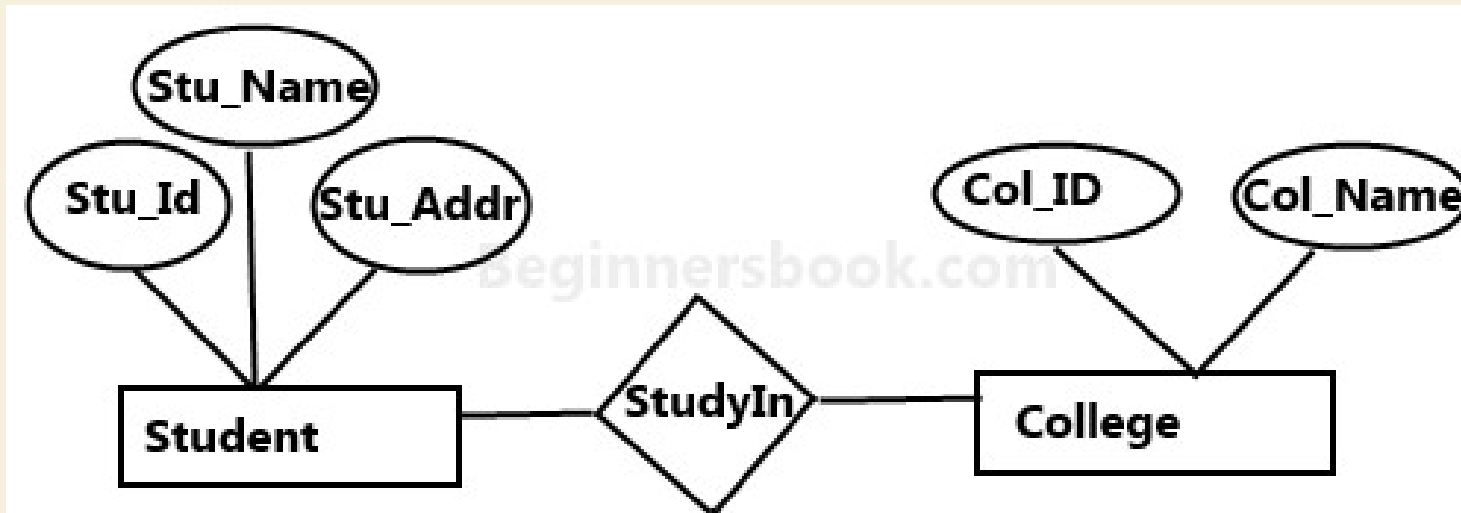 Stu_Name
Stu_Id
Stu_Addr
Col_ID
Col_Name
Beginnersbook.com
StudyIn
Student
College